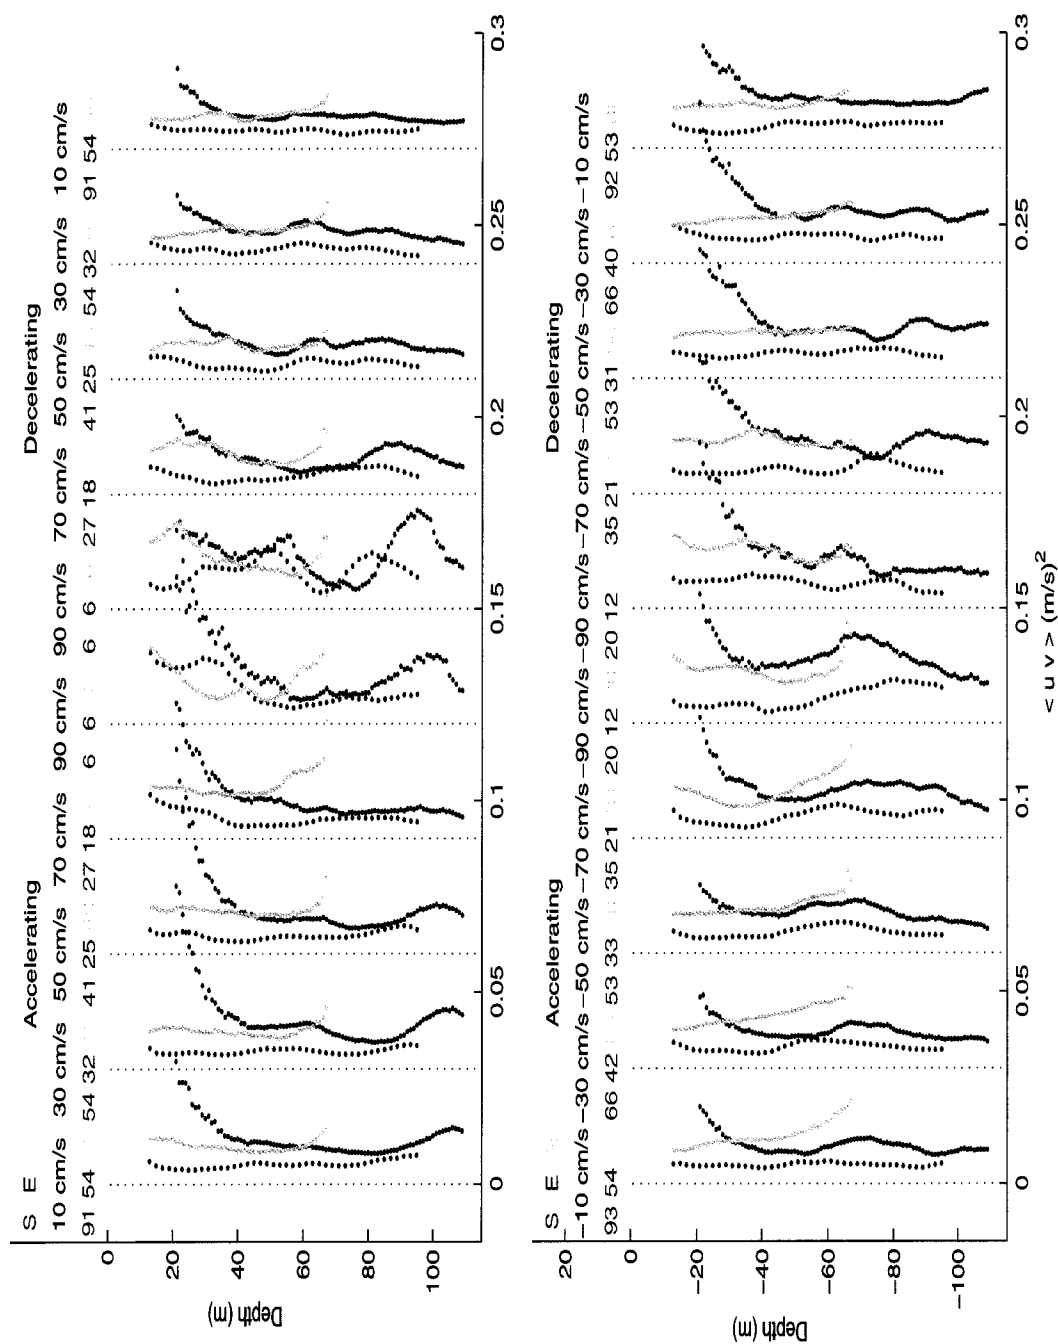 S E Accelerating Decelerating
10 cm/s 30 cm/s 50 cm/s 70 cm/s 90 cm/s 90 cm/s 70 cm/s 50 cm/s 30 cm/s 10 cm/s
91 54 54 32 41 25 27 18 6 6 6 6 27 18 41 25 54 32 91 54
0
20
40
60
80
100
Depth (m)
0 0.05 0.1 0.15 0.2 0.25 0.3
20
S E Accelerating Decelerating
−10 cm/s −30 cm/s −50 cm/s −70 cm/s −90 cm/s −90 cm/s −70 cm/s −50 cm/s −30 cm/s −10 cm/s
93 54 66 42 53 33 35 21 20 12 20 12 35 21 53 31 66 40 92 53
0
−20
−40
−60
−80
−100
Depth (m)
0 0.05 0.1 0.15 0.2 0.25 0.3
< u v > (m/s)²